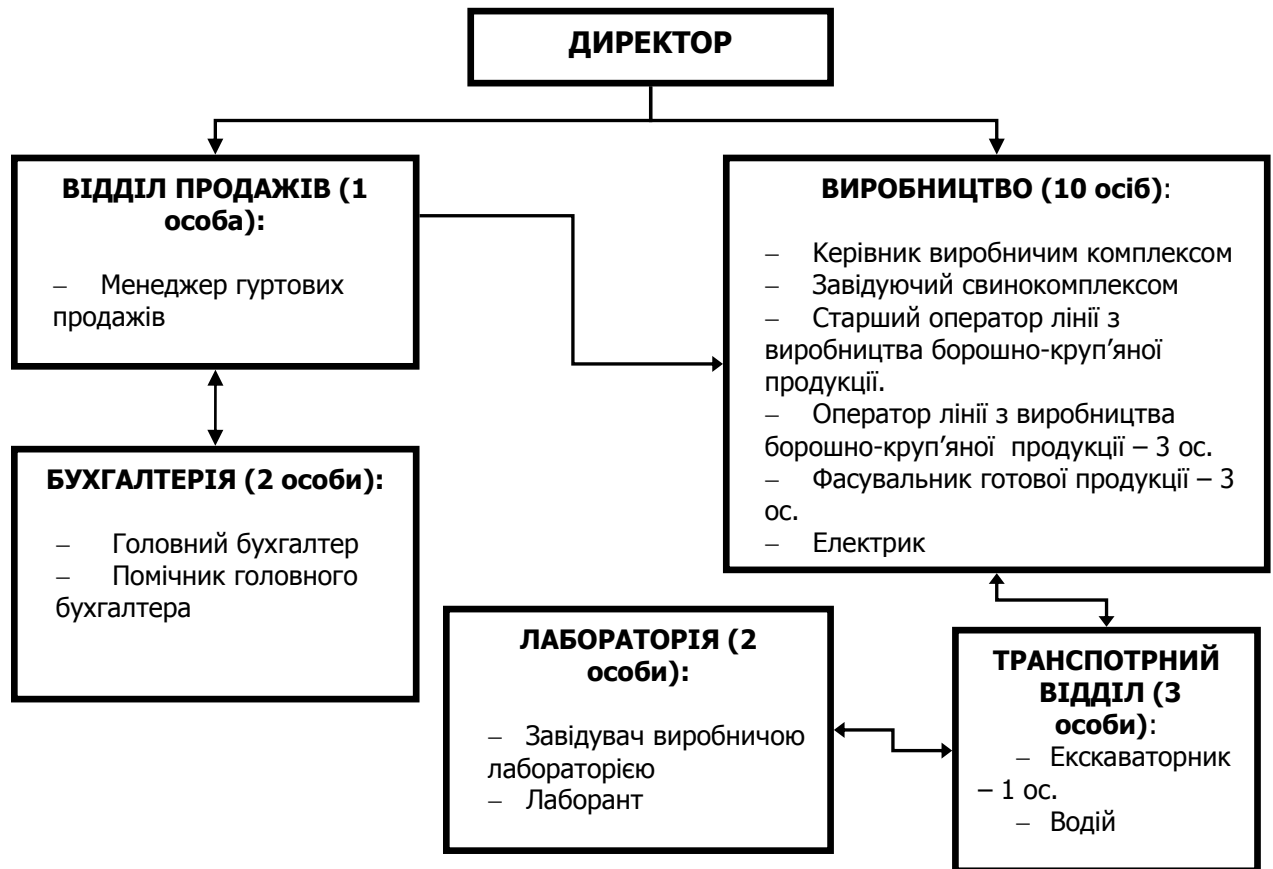 ДИРЕКТОР
ВІДДІЛ ПРОДАЖІВ (1
особа):
– Менеджер гуртових
продажів
ВИРОБНИЦТВО (10 осіб):
– Керівник виробничим комплексом
– Завідуючий свинокомплексом
– Старший оператор лінії з
виробництва борошно-круп’яної
продукції.
– Оператор лінії з виробництва
борошно-круп’яної продукції – 3 ос.
– Фасувальник готової продукції – 3
ос.
– Електрик
БУХГАЛТЕРІЯ (2 особи):
– Головний бухгалтер
– Помічник головного
бухгалтера
ЛАБОРАТОРІЯ (2
особи):
– Завідувач виробничою
лабораторією
– Лаборант
ТРАНСПОТРНИЙ
ВІДДІЛ (3
особи):
– Екскаваторник
– 1 ос.
– Водій